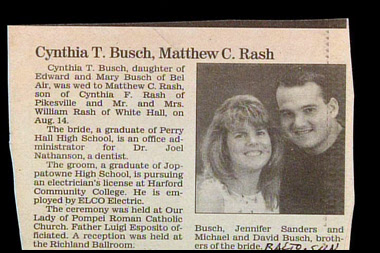 Cynthia T. Busch, Matthew C. Rash
Cynthia T. Busch, daughter of
Edward and Mary Busch of Bel
Air, was wed to Matthew C. Rash,
son of Cynthia F. Rash of
Pikesville and Mr. and Mrs.
William Rash of White Hall, on
Aug. 14.
The bride, a graduate of Perry
Hall High School, is an office ad-
ministrator for Dr. Joel
Nathanson, a dentist.
The groom, a graduate of Jop-
patowne High School, is pursuing
an electrician's license at Harford
Community College. He is em-
ployed by ELCO Electric.
The ceremony was held at Our
Lady of Pompei Roman Catholic
Church. Father Luigi Esposito of-
ficiated. A reception was held at
the Richland Ballroom.
Busch, Jennifer Sanders and
Michael and David Busch, broth-
ers of the bride. BALTO. SUN